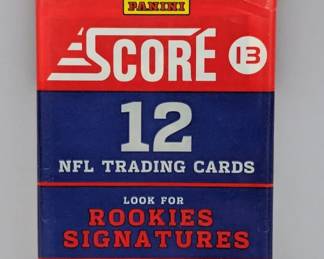 PANINI
SCORE 13
12
NFL TRADING CARDS
LOOK FOR
ROOKIES
SIGNATURES